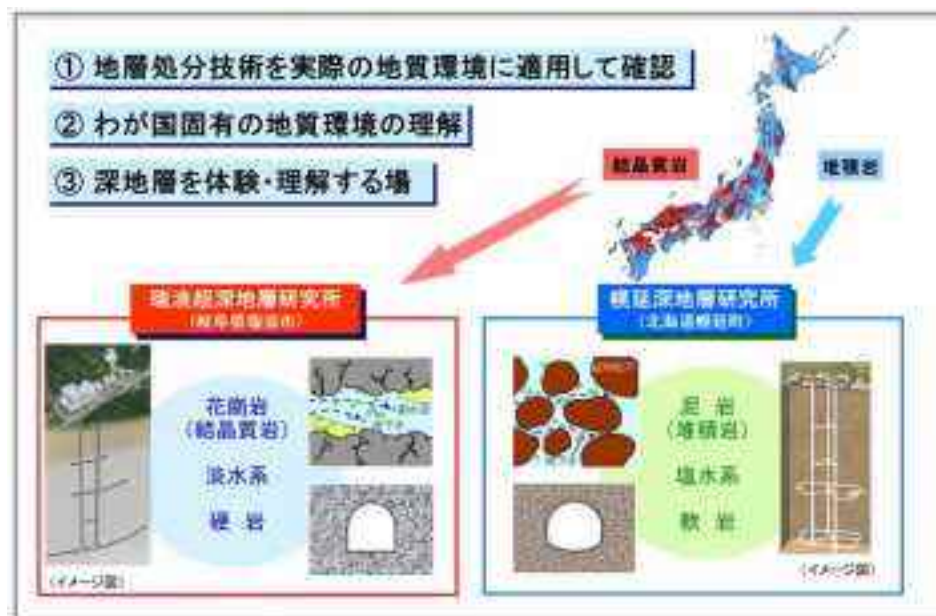 ① 地層処分技術を実際の地質環境に適用して確認
② わが国固有の地質環境の理解
③ 深地層を体験・理解する場
結晶質岩
堆積岩
瑞浪超深地層研究所
(岐阜県瑞浪市)
花崗岩
(結晶質岩)
淡水系
硬 岩
(イメージ図)
幌延深地層研究所
(北海道幌延町)
泥 岩
(堆積岩)
塩水系
軟 岩
(イメージ図)